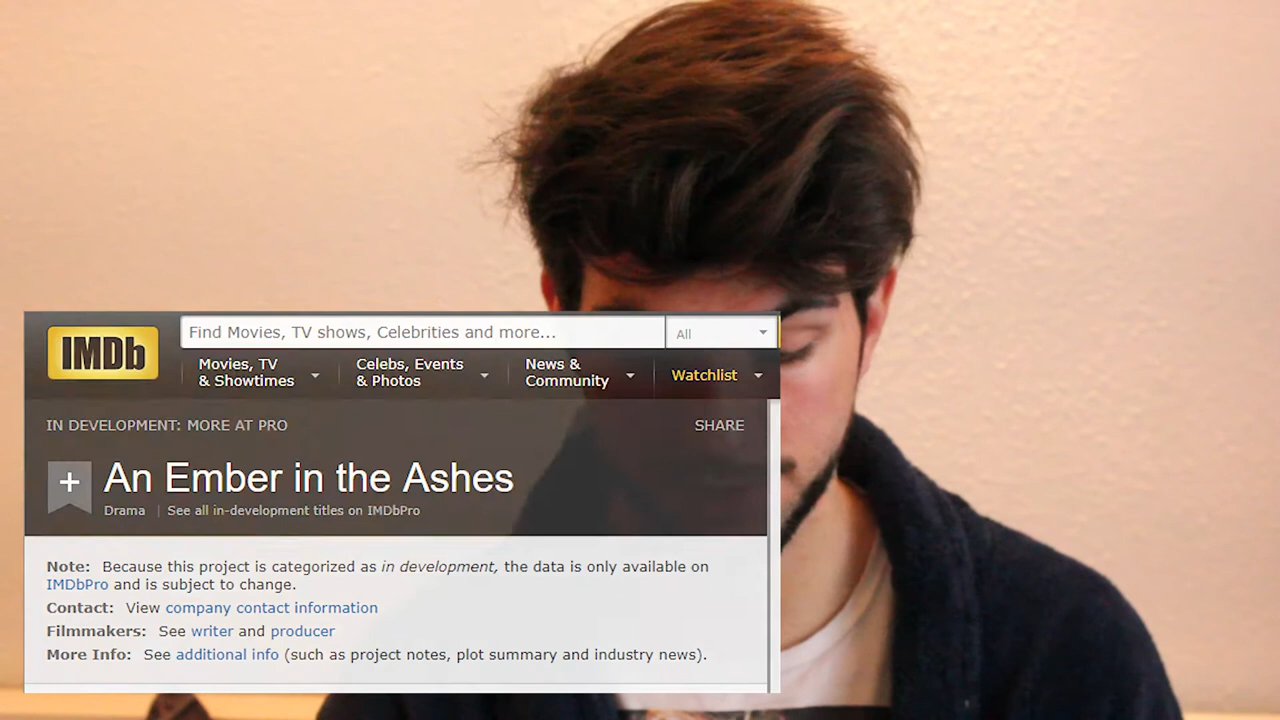 IMDb
Find Movies, TV shows, Celebrities and more...
All
Movies, TV
& Showtimes
Celebs, Events
& Photos
News &
Community
Watchlist
IN DEVELOPMENT: MORE AT PRO
SHARE
+ An Ember in the Ashes
Drama | See all in-development titles on IMDbPro
Note: Because this project is categorized as in development, the data is only available on
IMDbPro and is subject to change.
Contact: View company contact information
Filmmakers: See writer and producer
More Info: See additional info (such as project notes, plot summary and industry news).